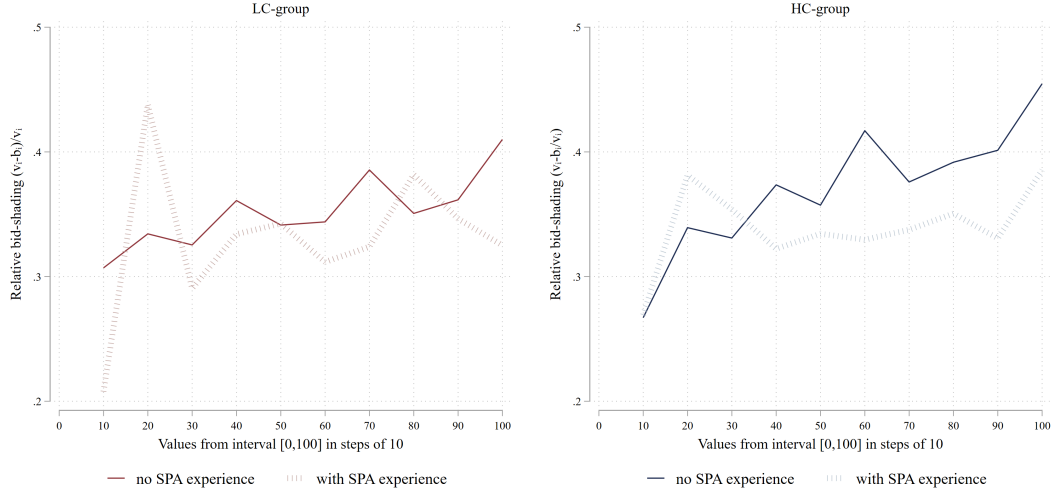 LC-group
.5
.4
.3
.2
Relative bid-shading (vᵢ-bᵢ)/vᵢ
0 10 20 30 40 50 60 70 80 90 100
Values from interval [0,100] in steps of 10
no SPA experience with SPA experience
HC-group
.5
.4
.3
.2
Relative bid-shading (vᵢ-bᵢ/vᵢ)
0 10 20 30 40 50 60 70 80 90 100
Values from interval [0,100] in steps of 10
no SPA experience with SPA experience